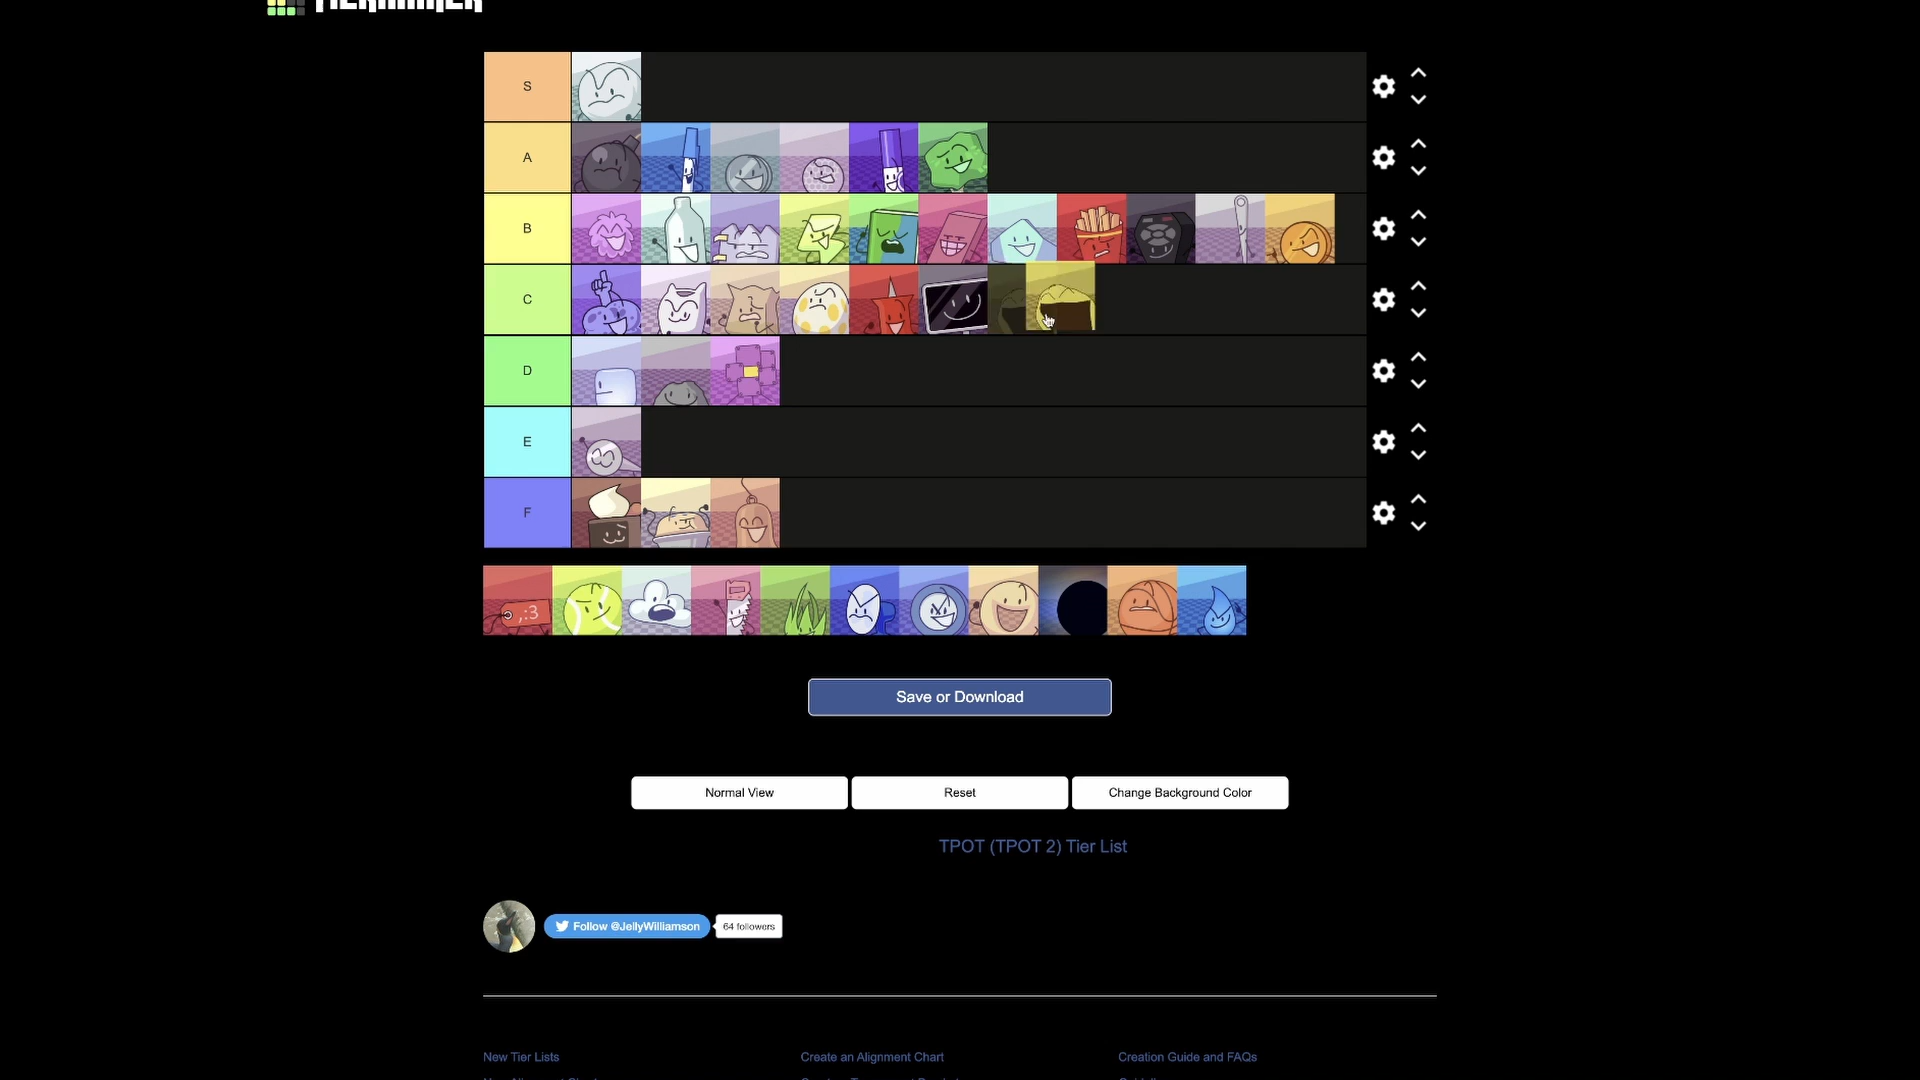 TIERMAKER
S
A
B
C
D
E
F
;:3
Save or Download
Normal View
Reset
Change Background Color
TPOT (TPOT 2) Tier List
Follow @JellyWilliamson
64 followers
New Tier Lists
Create an Alignment Chart
Creation Guide and FAQs